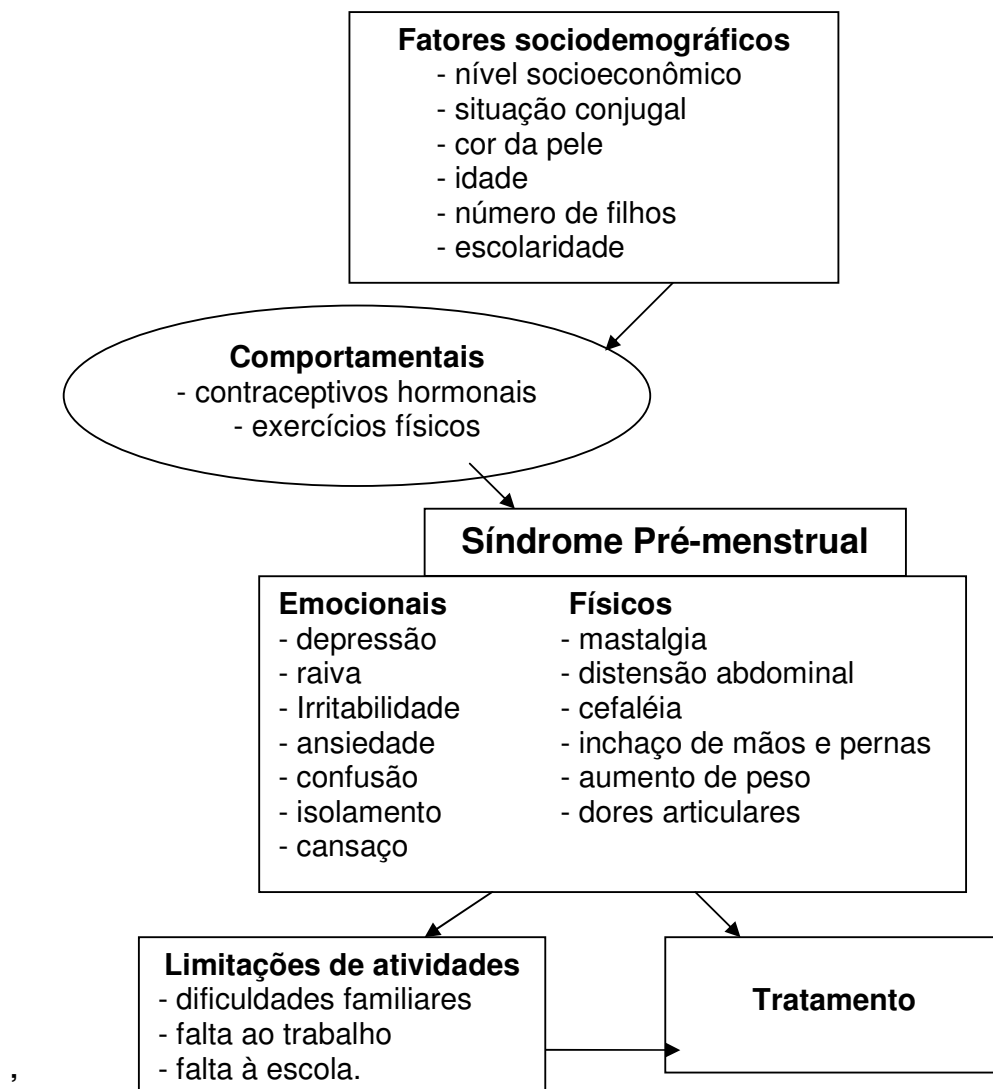 Fatores sociodemográficos
- nível socioeconômico
- situação conjugal
- cor da pele
- idade
- número de filhos
- escolaridade
Comportamentais
- contraceptivos hormonais
- exercícios físicos
Síndrome Pré-menstrual
Emocionais
- depressão
- raiva
- Irritabilidade
- ansiedade
- confusão
- isolamento
- cansaço
Físicos
- mastalgia
- distensão abdominal
- cefaléia
- inchaço de mãos e pernas
- aumento de peso
- dores articulares
Limitações de atividades
- dificuldades familiares
- falta ao trabalho
- falta à escola.
Tratamento
,